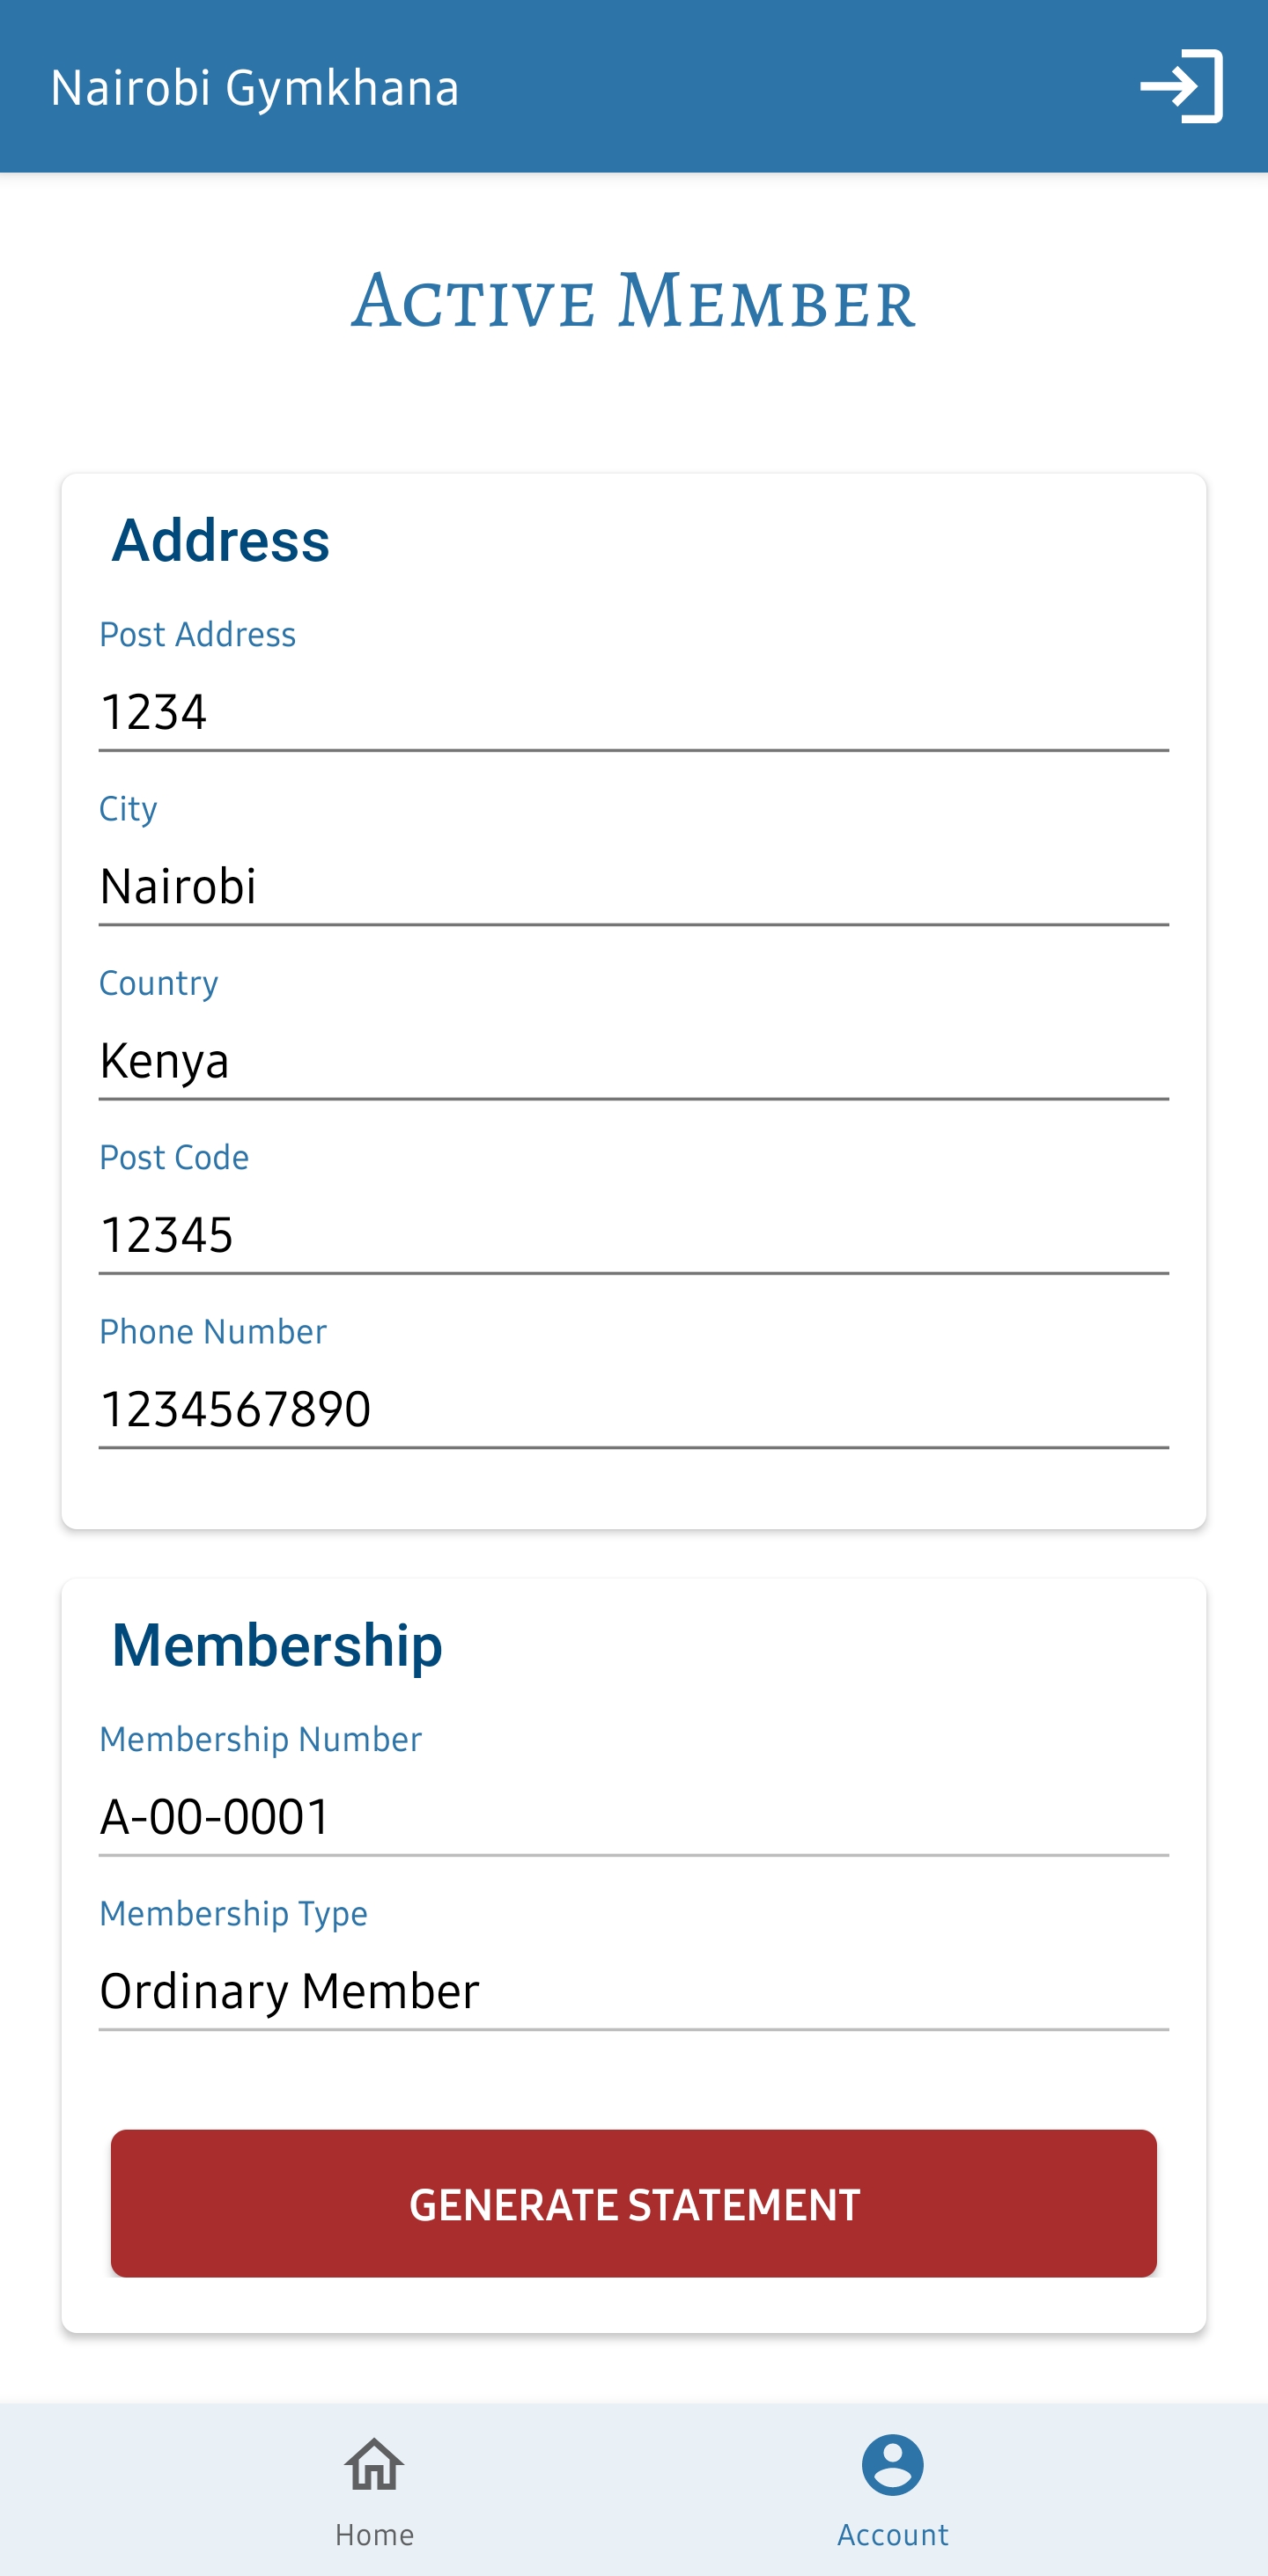 Nairobi Gymkhana
Active Member
Address
Post Address
1234
City
Nairobi
Country
Kenya
Post Code
12345
Phone Number
1234567890
Membership
Membership Number
A-00-0001
Membership Type
Ordinary Member
GENERATE STATEMENT
Home
Account